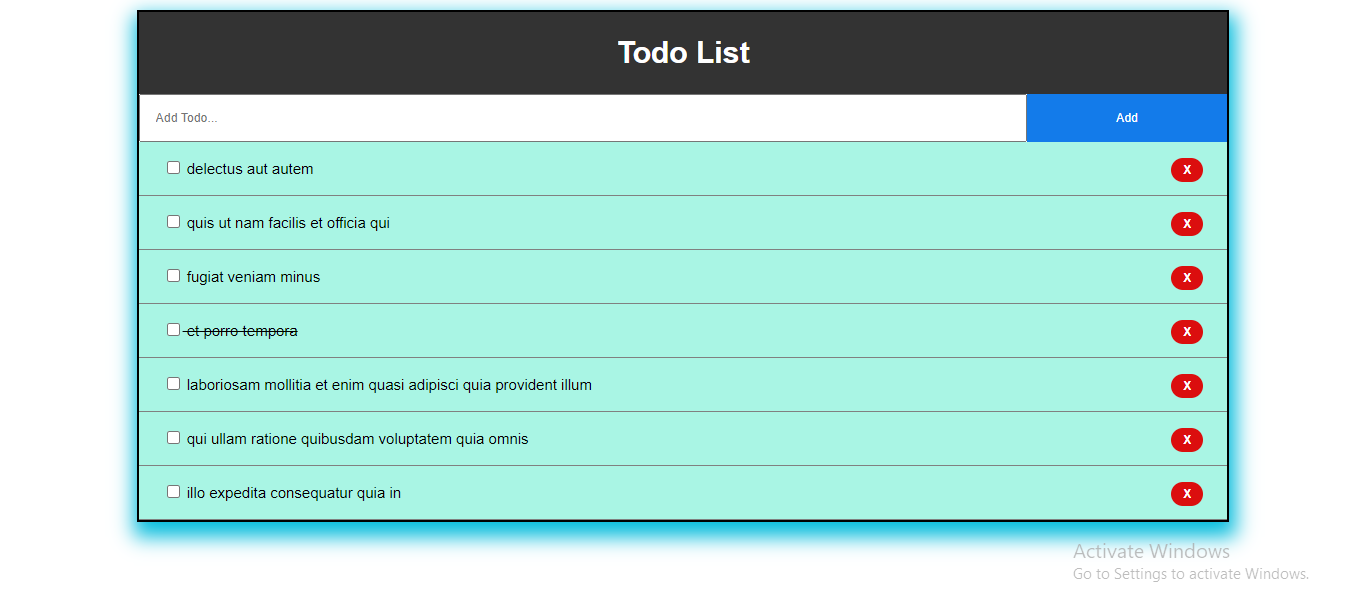 Todo List
Add Todo...
Add
delectus aut autem
X
quis ut nam facilis et officia qui
X
fugiat veniam minus
X
et porro tempora
X
laboriosam mollitia et enim quasi adipisci quia provident illum
X
qui ullam ratione quibusdam voluptatem quia omnis
X
illo expedita consequatur quia in
X
Activate Windows
Go to Settings to activate Windows.